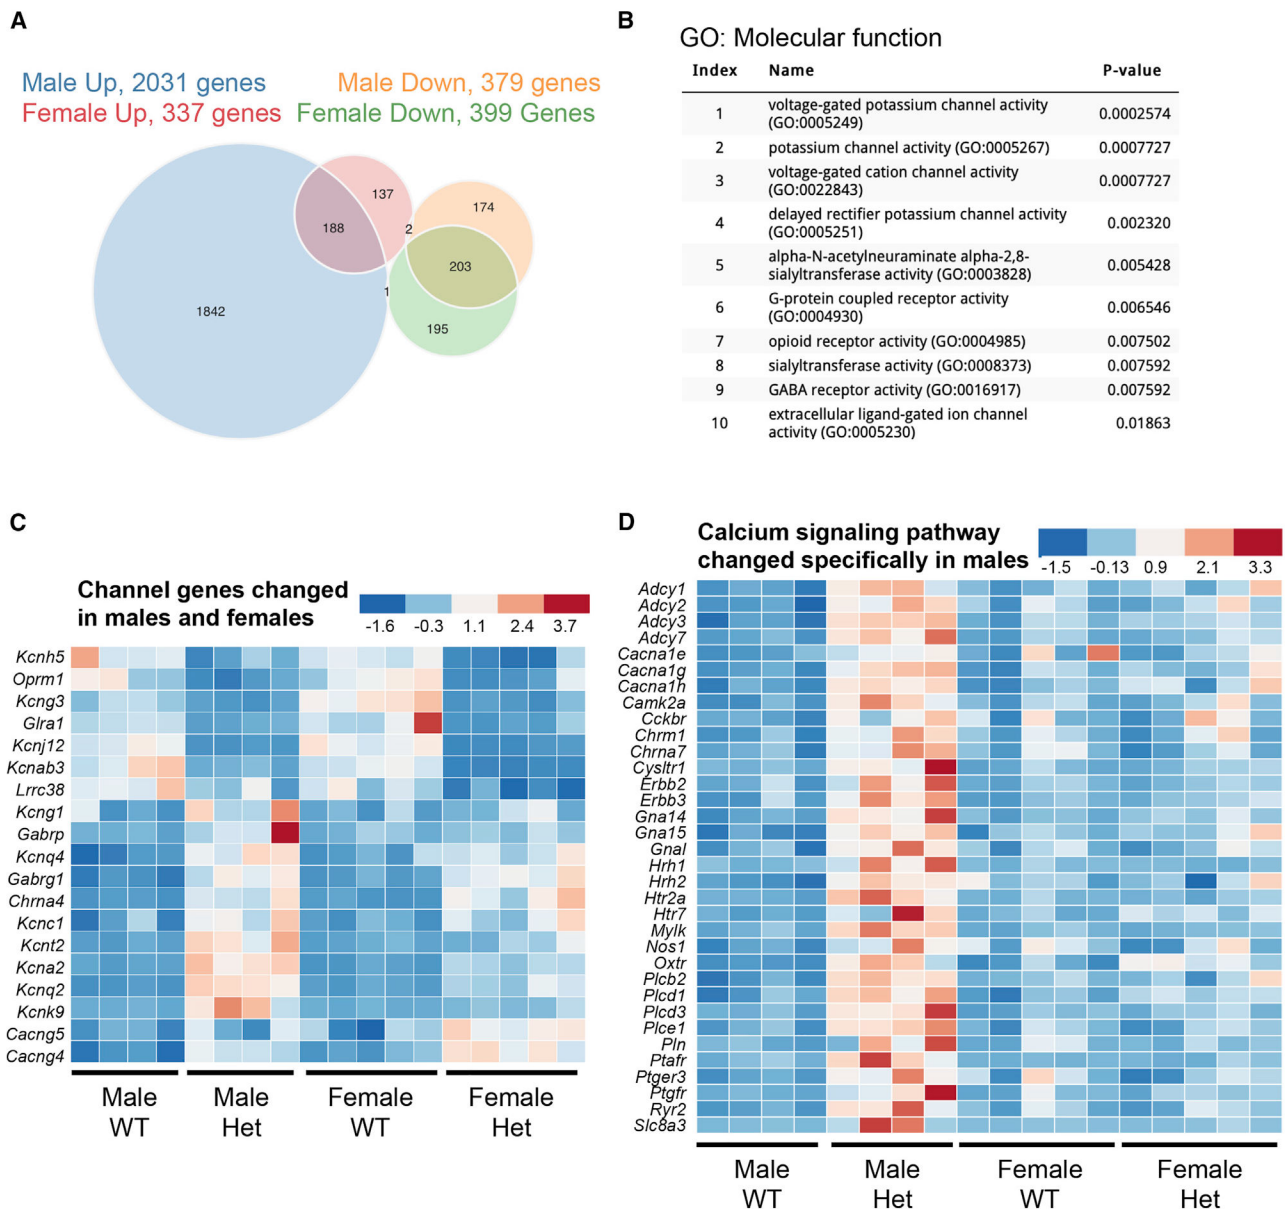 A
Male Up, 2031 genes
Male Down, 379 genes
Female Up, 337 genes
Female Down, 399 Genes
137
174
188
2
203
1
1842
195
B
GO: Molecular function
Index Name P-value
1 voltage-gated potassium channel activity
(GO:0005249) 0.0002574
2 potassium channel activity (GO:0005267) 0.0007727
3 voltage-gated cation channel activity
(GO:0022843) 0.0007727
4 delayed rectifier potassium channel activity
(GO:0005251) 0.002320
5 alpha-N-acetylneuraminate alpha-2,8-
sialyltransferase activity (GO:0003828) 0.005428
6 G-protein coupled receptor activity
(GO:0004930) 0.006546
7 opioid receptor activity (GO:0004985) 0.007502
8 sialyltransferase activity (GO:0008373) 0.007592
9 GABA receptor activity (GO:0016917) 0.007592
10 extracellular ligand-gated ion channel
activity (GO:0005230) 0.01863
C
Channel genes changed
in males and females
-1.6 -0.3 1.1 2.4 3.7
Kcnh5
Oprm1
Kcng3
Glra1
Kcnj12
Kcnab3
Lrrc38
Kcng1
Gabrp
Kcnq4
Gabrg1
Chrna4
Kcnc1
Kcnt2
Kcna2
Kcnq2
Kcnk9
Cacng5
Cacng4
Male
WT
Male
Het
Female
WT
Female
Het
D
Calcium signaling pathway
changed specifically in males
-1.5 -0.13 0.9 2.1 3.3
Adcy1
Adcy2
Adcy3
Adcy7
Cacna1e
Cacna1g
Cacna1h
Camk2a
Cckbr
Chrm1
Chrna7
Cysltr1
Erbb2
Erbb3
Gna14
Gna15
Gnal
Hrh1
Hrh2
Htr2a
Htr7
Mylk
Nos1
Oxtr
Plcb2
Plcd1
Plcd3
Plce1
Pln
Ptafr
Ptger3
Ptgfr
Ryr2
Slc8a3
Male
WT
Male
Het
Female
WT
Female
Het